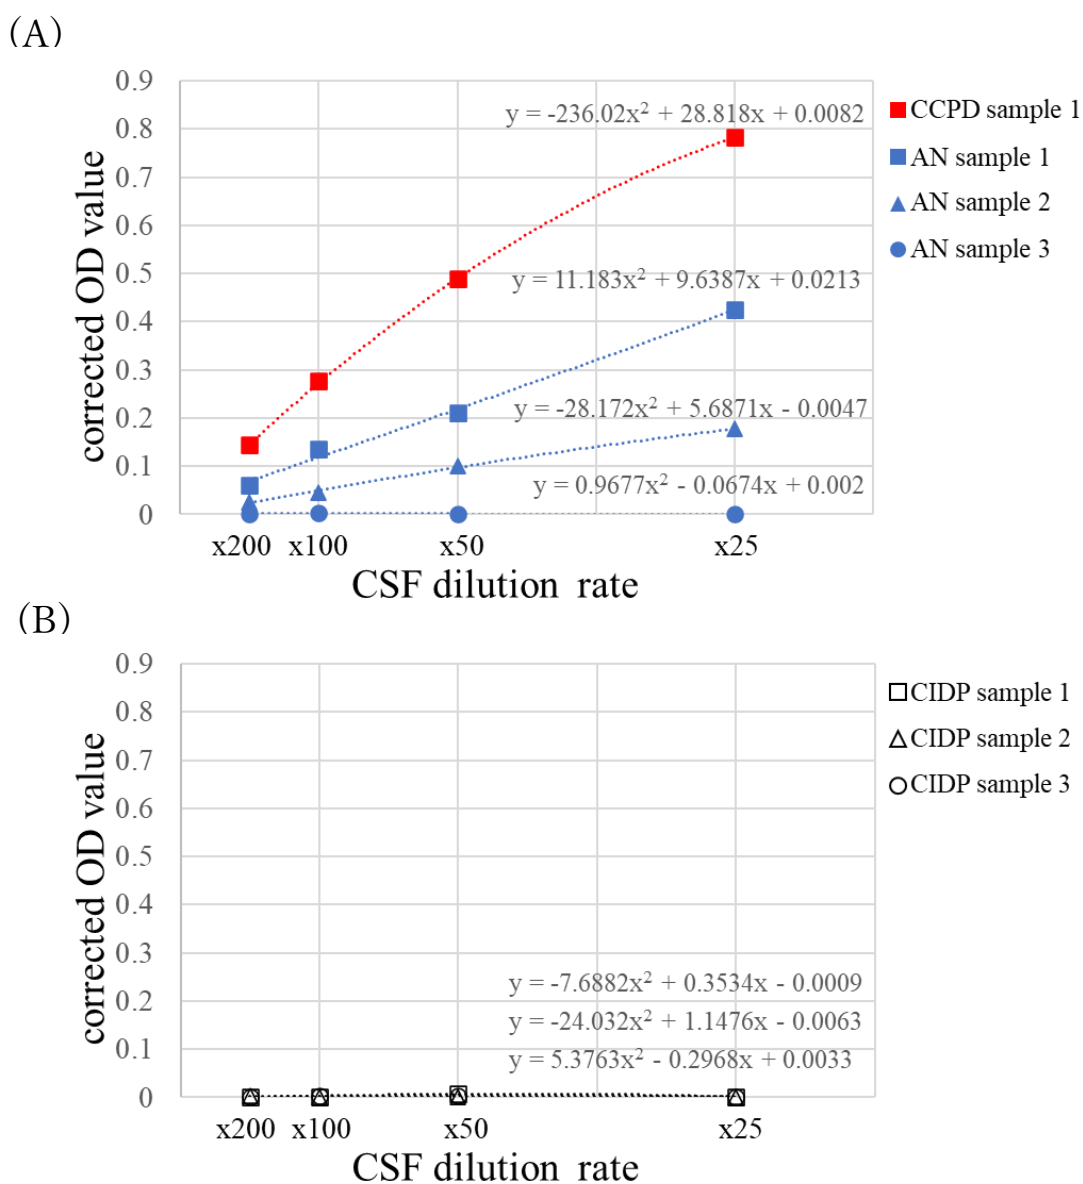 (A)
0.9
0.8
0.7
0.6
0.5
0.4
0.3
0.2
0.1
0
corrected OD value
y = -236.02x² + 28.818x + 0.0082
y = 11.183x² + 9.6387x + 0.0213
y = -28.172x² + 5.6871x - 0.0047
y = 0.9677x² - 0.0674x + 0.002
CCPD sample 1
AN sample 1
AN sample 2
AN sample 3
x200 x100 x50 x25
CSF dilution rate
(B)
0.9
0.8
0.7
0.6
0.5
0.4
0.3
0.2
0.1
0
corrected OD value
y = -7.6882x² + 0.3534x - 0.0009
y = -24.032x² + 1.1476x - 0.0063
y = 5.3763x² - 0.2968x + 0.0033
CIDP sample 1
CIDP sample 2
CIDP sample 3
x200 x100 x50 x25
CSF dilution rate